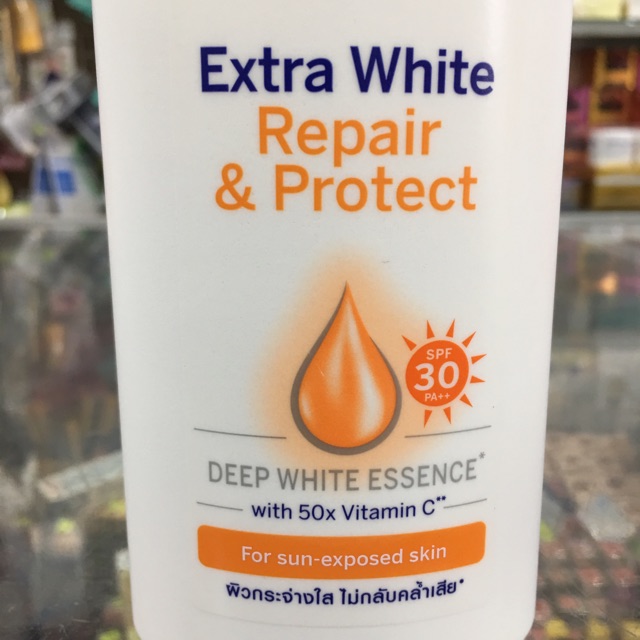 Extra White
Repair
& Protect
SPF
30
PA++
DEEP WHITE ESSENCE*
with 50x Vitamin C**
For sun-exposed skin
ผิวกระจ่างใส ไม่กลับคล้ำเสีย*